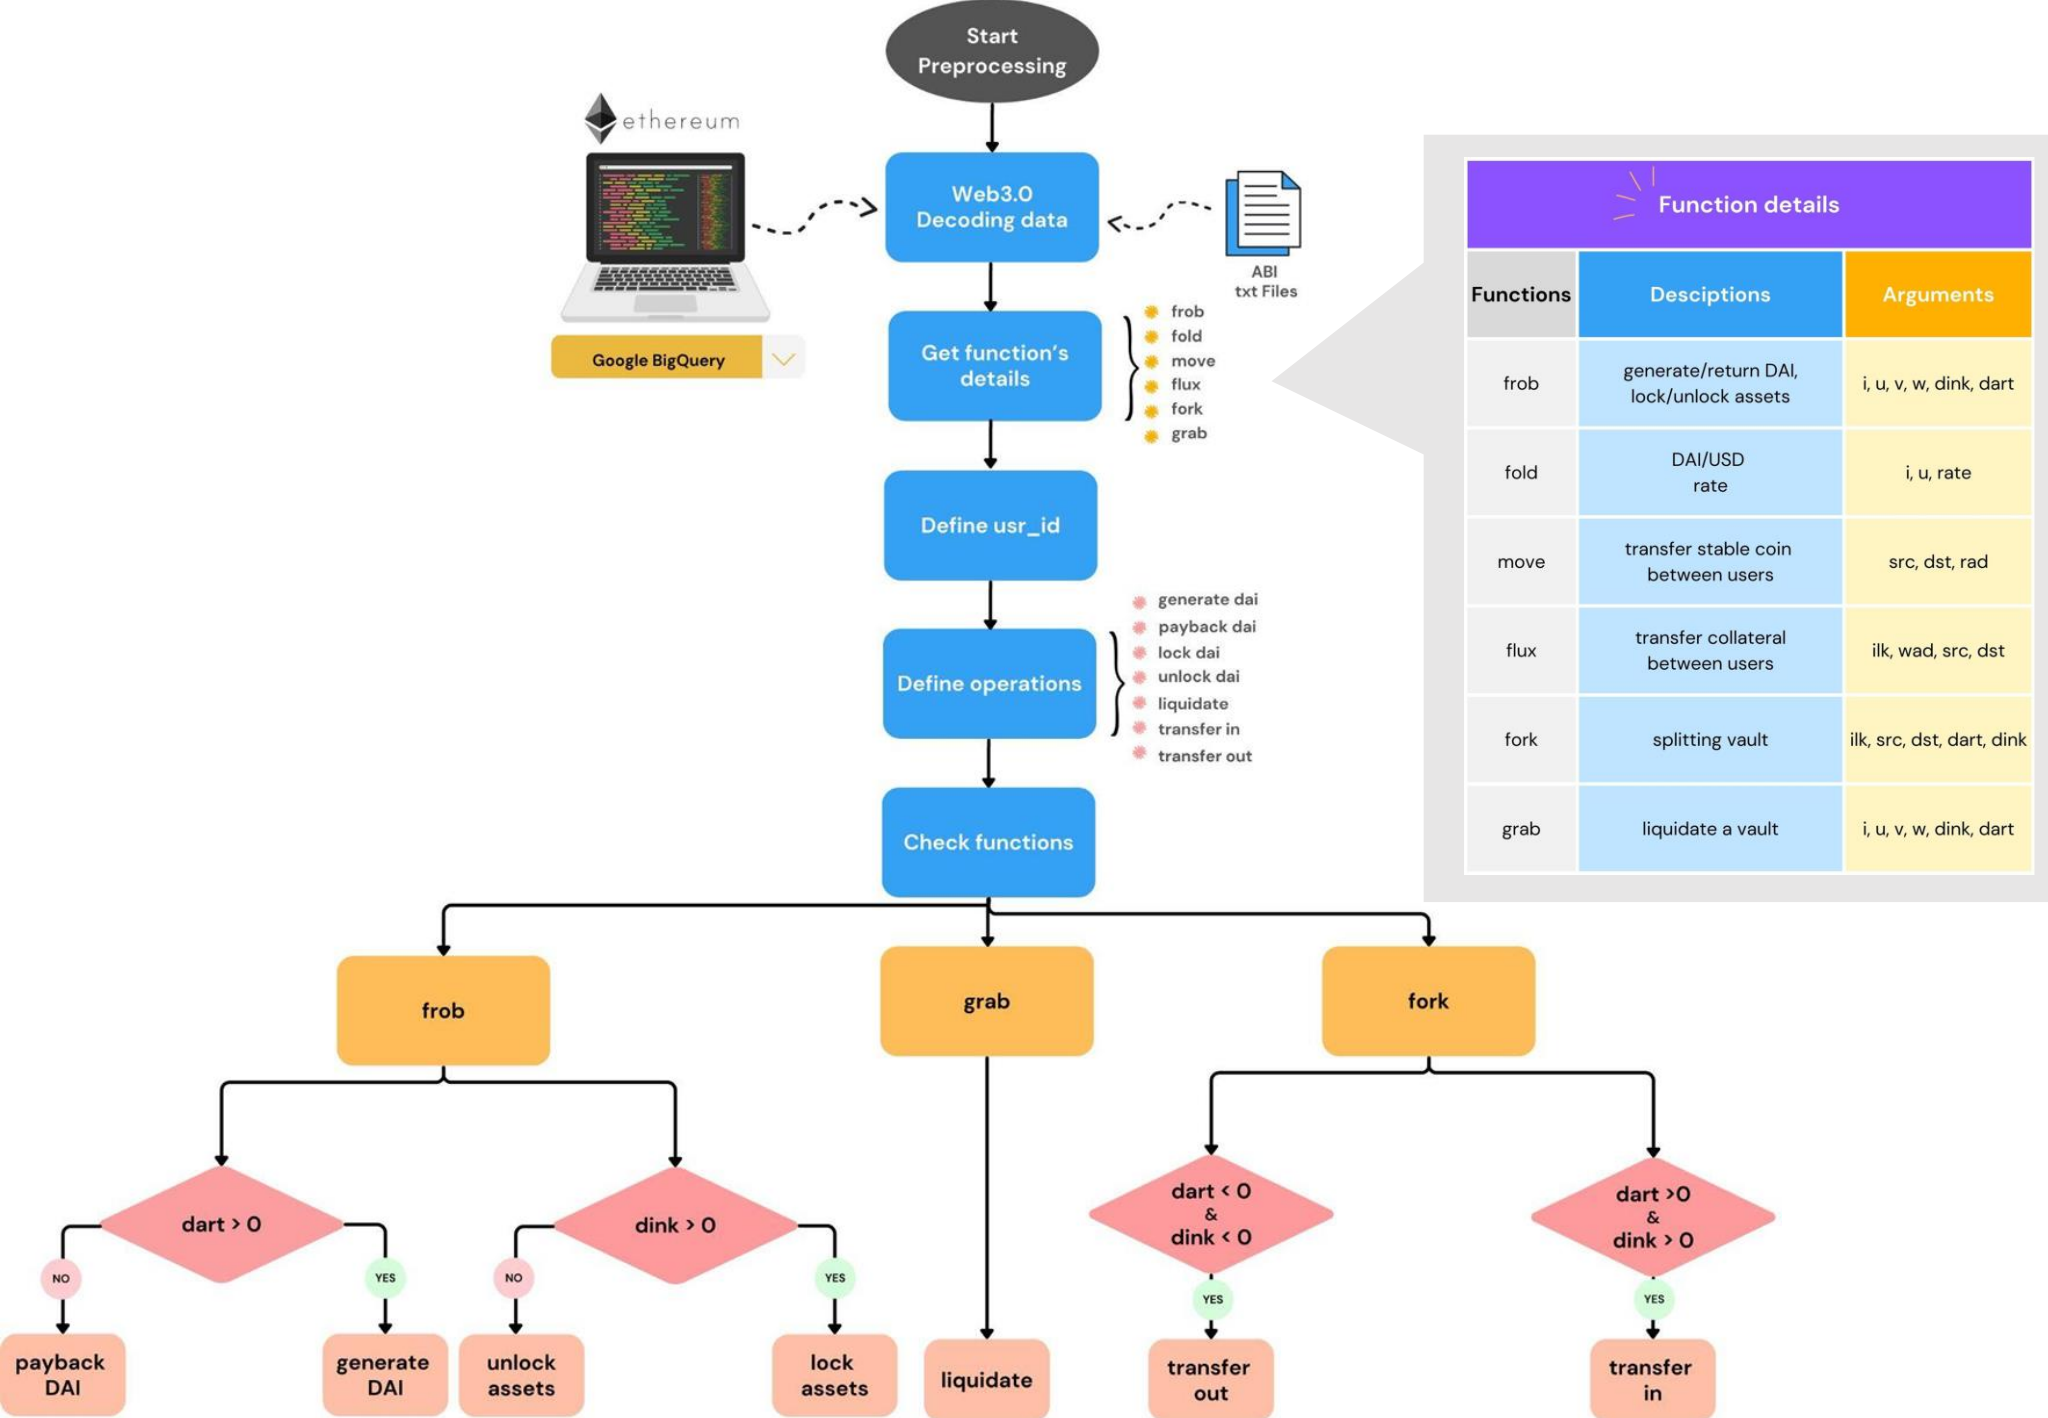 Start
Preprocessing
ethereum
Google BigQuery
Web3.0
Decoding data
ABI
txt Files
Get function's
details
frob
fold
move
flux
fork
grab
Define usr_id
Define operations
generate dai
payback dai
lock dai
unlock dai
liquidate
transfer in
transfer out
Check functions
Function details
Functions
Desciptions
Arguments
frob
generate/return DAI,
lock/unlock assets
i, u, v, w, dink, dart
fold
DAI/USD
rate
i, u, rate
move
transfer stable coin
between users
src, dst, rad
flux
transfer collateral
between users
ilk, wad, src, dst
fork
splitting vault
ilk, src, dst, dart, dink
grab
liquidate a vault
i, u, v, w, dink, dart
frob
grab
fork
dart > 0
dink > 0
dart < 0
&
dink < 0
dart >0
&
dink > 0
NO
YES
NO
YES
YES
YES
payback
DAI
generate
DAI
unlock
assets
lock
assets
liquidate
transfer
out
transfer
in